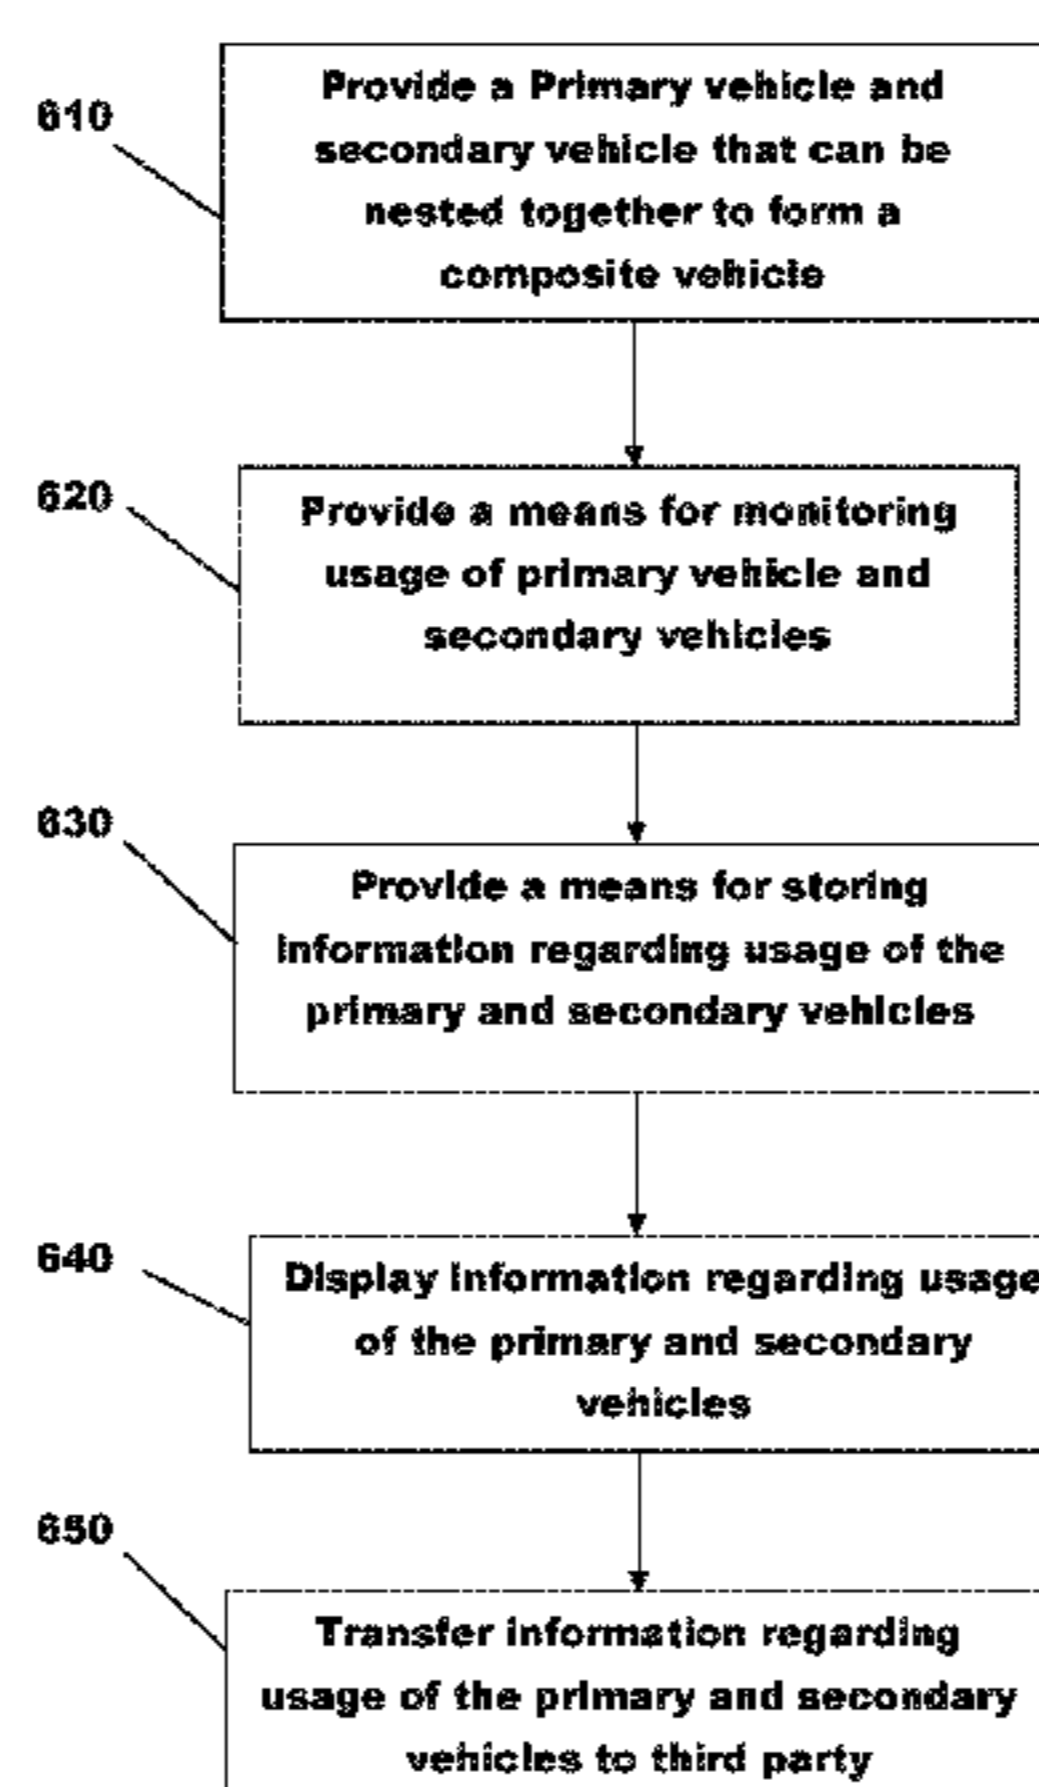 610
Provide a Primary vehicle and
secondary vehicle that can be
nested together to form a
composite vehicle
620
Provide a means for monitoring
usage of primary vehicle and
secondary vehicles
630
Provide a means for storing
information regarding usage of the
primary and secondary vehicles
640
Display information regarding usage
of the primary and secondary
vehicles
650
Transfer information regarding
usage of the primary and secondary
vehicles to third party